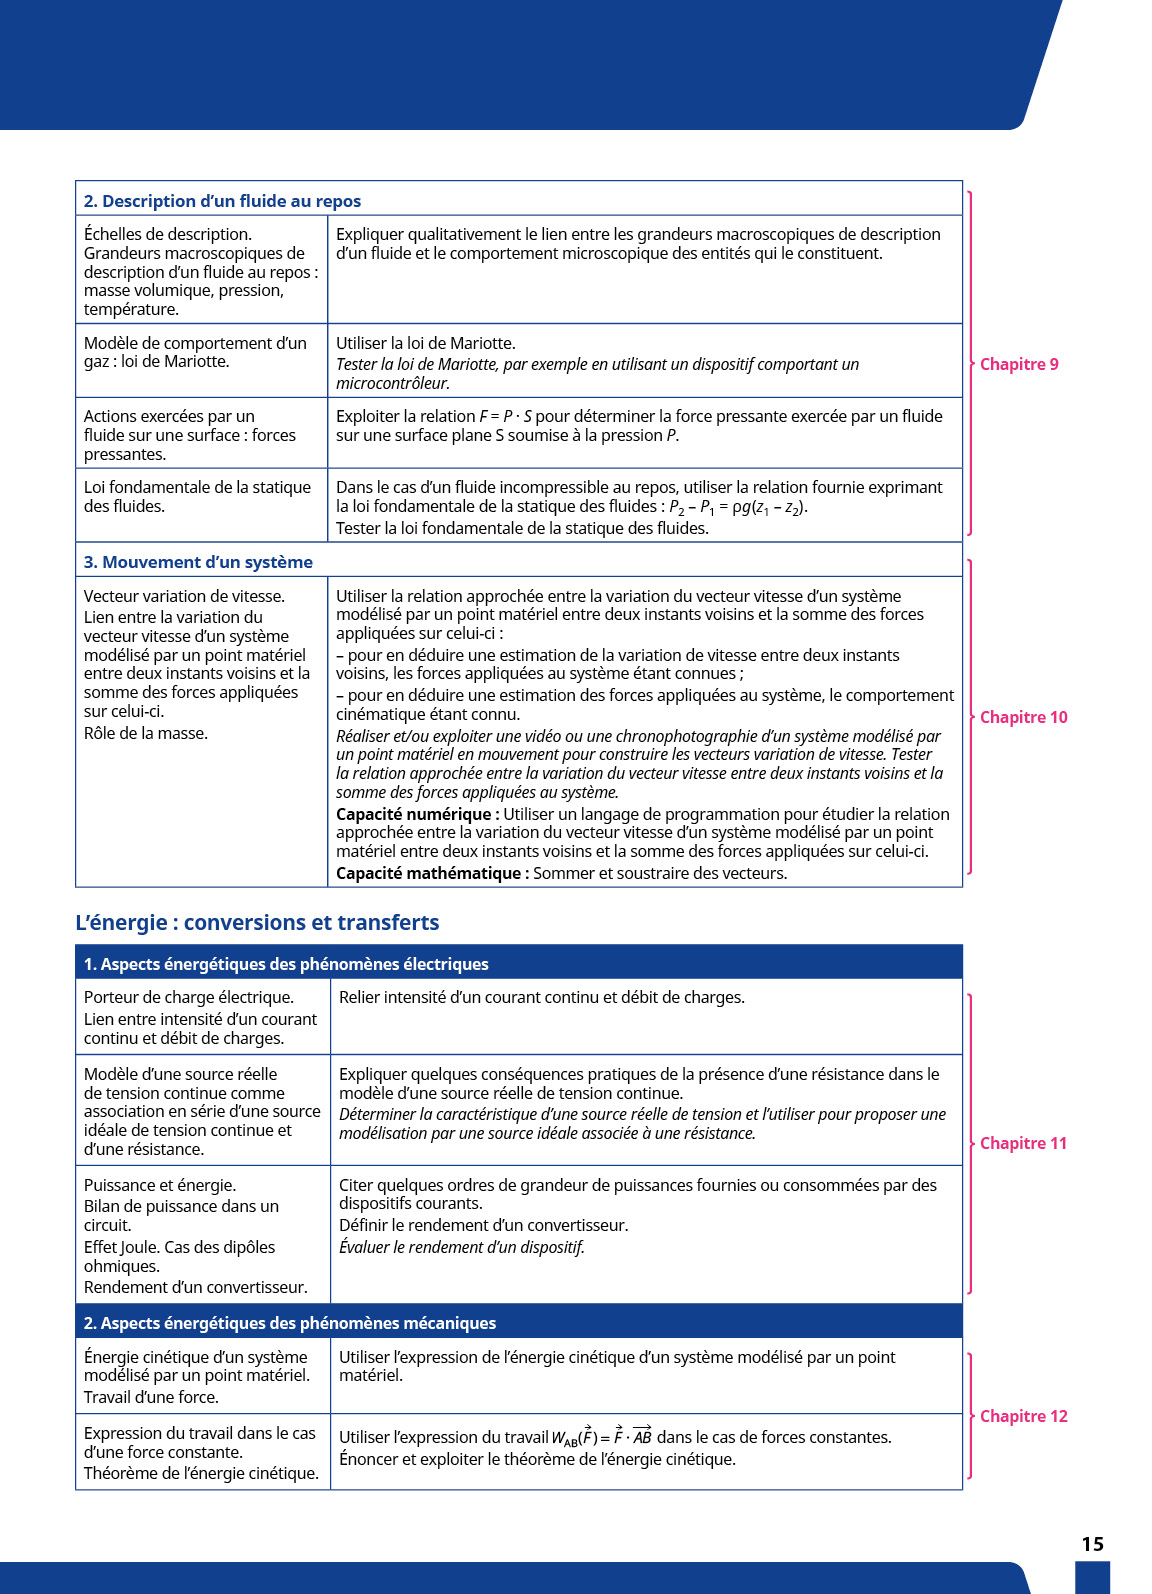 2. Description d’un fluide au repos
Échelles de description.
Grandeurs macroscopiques de
description d’un fluide au repos :
masse volumique, pression,
température.
Expliquer qualitativement le lien entre les grandeurs macroscopiques de description
d’un fluide et le comportement microscopique des entités qui le constituent.
Modèle de comportement d’un
gaz : loi de Mariotte.
Utiliser la loi de Mariotte.
Tester la loi de Mariotte, par exemple en utilisant un dispositif comportant un
microcontrôleur.
Actions exercées par un
fluide sur une surface : forces
pressantes.
Exploiter la relation F = P · S pour déterminer la force pressante exercée par un fluide
sur une surface plane S soumise à la pression P.
Loi fondamentale de la statique
des fluides.
Dans le cas d’un fluide incompressible au repos, utiliser la relation fournie exprimant
la loi fondamentale de la statique des fluides : P₂ – P₁ = ρg(z₁ – z₂).
Tester la loi fondamentale de la statique des fluides.
Chapitre 9
3. Mouvement d’un système
Vecteur variation de vitesse.
Lien entre la variation du
vecteur vitesse d’un système
modélisé par un point matériel
entre deux instants voisins et la
somme des forces appliquées
sur celui-ci.
Rôle de la masse.
Utiliser la relation approchée entre la variation du vecteur vitesse d’un système
modélisé par un point matériel entre deux instants voisins et la somme des forces
appliquées sur celui-ci :
– pour en déduire une estimation de la variation de vitesse entre deux instants
voisins, les forces appliquées au système étant connues ;
– pour en déduire une estimation des forces appliquées au système, le comportement
cinématique étant connu.
Réaliser et/ou exploiter une vidéo ou une chronophotographie d’un système modélisé par
un point matériel en mouvement pour construire les vecteurs variation de vitesse. Tester
la relation approchée entre la variation du vecteur vitesse entre deux instants voisins et la
somme des forces appliquées au système.
Capacité numérique : Utiliser un langage de programmation pour étudier la relation
approchée entre la variation du vecteur vitesse d’un système modélisé par un point
matériel entre deux instants voisins et la somme des forces appliquées sur celui-ci.
Capacité mathématique : Sommer et soustraire des vecteurs.
Chapitre 10
L’énergie : conversions et transferts
1. Aspects énergétiques des phénomènes électriques
Porteur de charge électrique.
Lien entre intensité d’un courant
continu et débit de charges.
Relier intensité d’un courant continu et débit de charges.
Modèle d’une source réelle
de tension continue comme
association en série d’une source
idéale de tension continue et
d’une résistance.
Expliquer quelques conséquences pratiques de la présence d’une résistance dans le
modèle d’une source réelle de tension continue.
Déterminer la caractéristique d’une source réelle de tension et l’utiliser pour proposer une
modélisation par une source idéale associée à une résistance.
Puissance et énergie.
Bilan de puissance dans un
circuit.
Effet Joule. Cas des dipôles
ohmiques.
Rendement d’un convertisseur.
Citer quelques ordres de grandeur de puissances fournies ou consommées par des
dispositifs courants.
Définir le rendement d’un convertisseur.
Évaluer le rendement d’un dispositif.
Chapitre 11
2. Aspects énergétiques des phénomènes mécaniques
Énergie cinétique d’un système
modélisé par un point matériel.
Travail d’une force.
Utiliser l’expression de l’énergie cinétique d’un système modélisé par un point
matériel.
Expression du travail dans le cas
d’une force constante.
Théorème de l’énergie cinétique.
Utiliser l’expression du travail W_AB(F⃗) = F⃗ · A⃗B⃗ dans le cas de forces constantes.
Énoncer et exploiter le théorème de l’énergie cinétique.
Chapitre 12
15